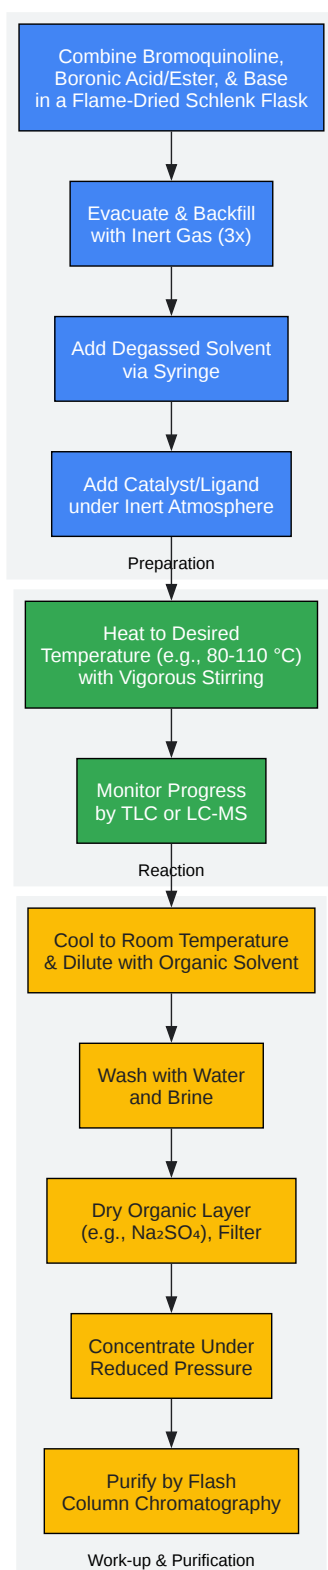 Combine Bromoquinoline,
Boronic Acid/Ester, & Base
in a Flame-Dried Schlenk Flask
Evacuate & Backfill
with Inert Gas (3x)
Add Degassed Solvent
via Syringe
Add Catalyst/Ligand
under Inert Atmosphere
Preparation
Heat to Desired
Temperature (e.g., 80-110 °C)
with Vigorous Stirring
Monitor Progress
by TLC or LC-MS
Reaction
Cool to Room Temperature
& Dilute with Organic Solvent
Wash with Water
and Brine
Dry Organic Layer
(e.g., Na₂SO₄), Filter
Concentrate Under
Reduced Pressure
Purify by Flash
Column Chromatography
Work-up & Purification